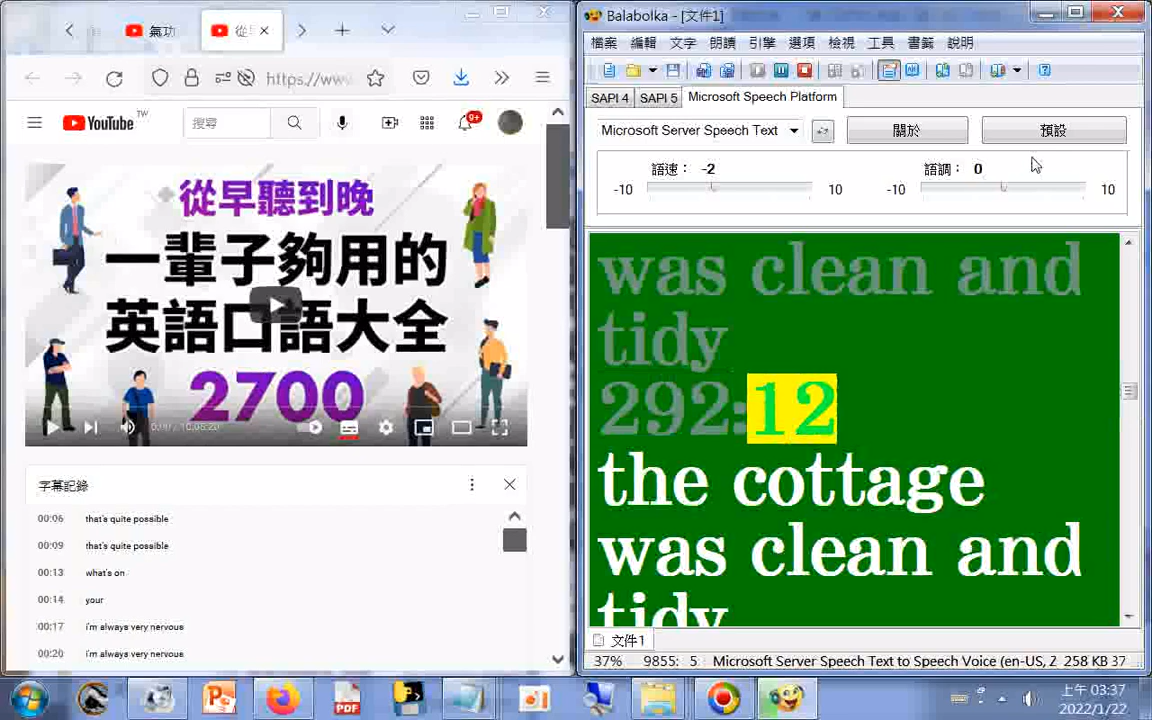 氣功
從
https://www
YouTube TW
搜尋
9+
從早聽到晚
一輩子夠用的
英語口語大全
2700
字幕記錄
00:06 that's quite possible
00:09 that's quite possible
00:13 what's on
00:14 your
00:17 i'm always very nervous
00:20 i'm always very nervous
Balabolka - [文件1]
檔案 編輯 文字 朗讀 引擎 選項 檢視 工具 書籤 說明
SAPI 4 SAPI 5 Microsoft Speech Platform
Microsoft Server Speech Text
關於
預設
語速： -2
語調： 0
-10 10 -10 10
was clean and
tidy
292:12
the cottage
was clean and
tidy
文件1
37% 9855: 5 Microsoft Server Speech Text to Speech Voice (en-US, 2 258 KB 37
PDF
上午 03:37
2022/1/22